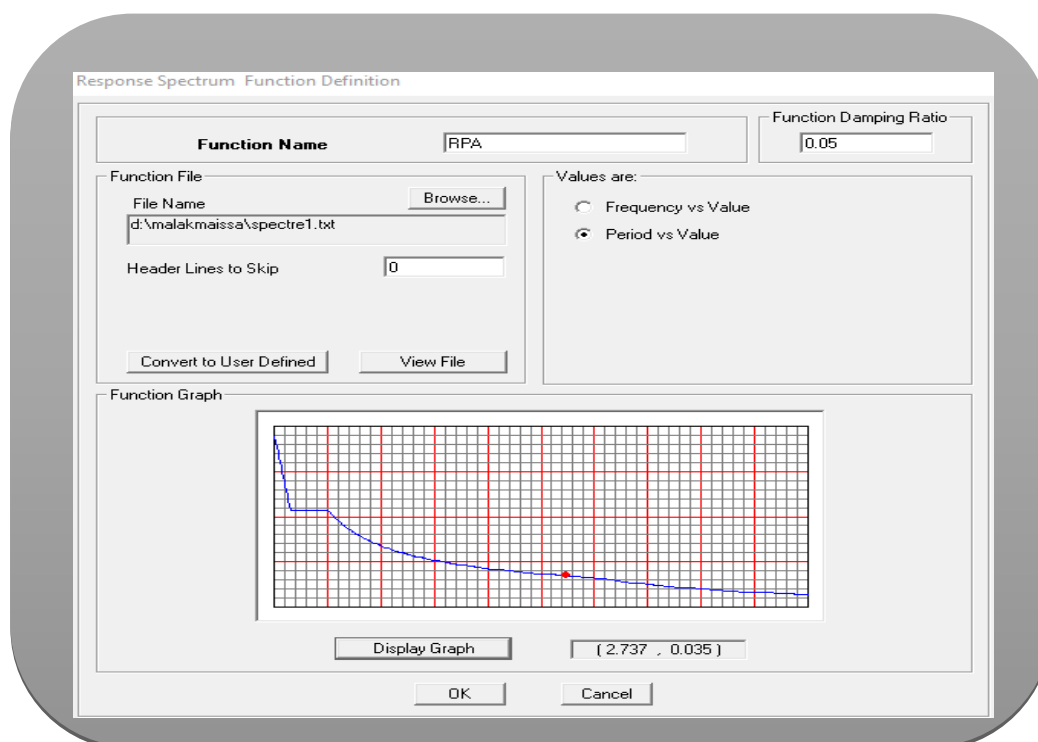 Response Spectrum Function Definition
Function Name
RPA
Function Damping Ratio
0.05
Function File
File Name
Browse...
d:\malakmaissa\spectre1.txt
Header Lines to Skip
0
Convert to User Defined
View File
Values are:
Frequency vs Value
Period vs Value
Function Graph
Display Graph
( 2.737 , 0.035 )
OK
Cancel